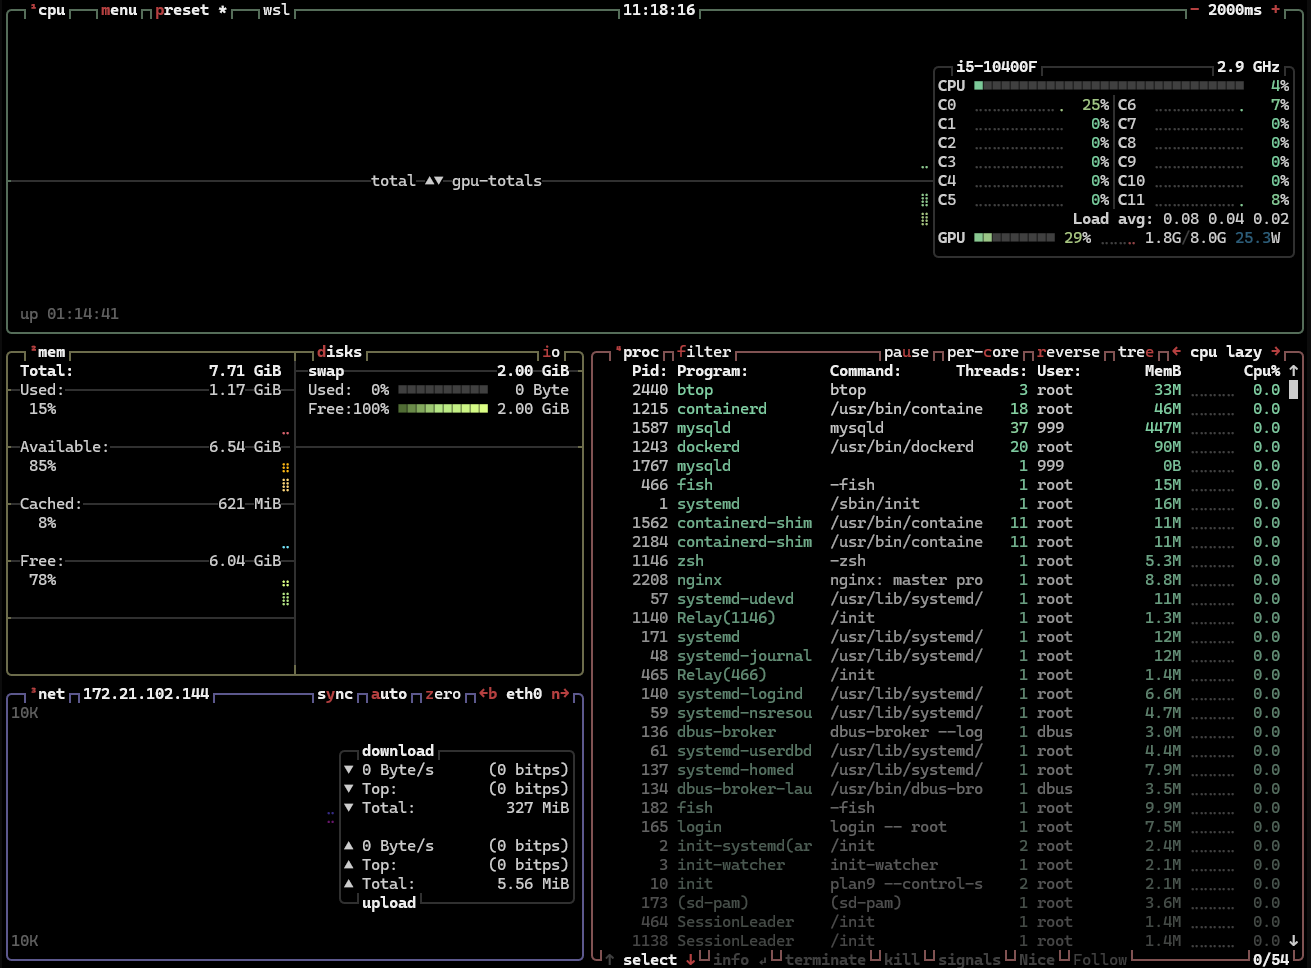 ¹cpu menu preset * wsl 11:18:16 - 2000ms +
i5-10400F 2.9 GHz
CPU 4%
C0 25% C6 7%
C1 0% C7 0%
C2 0% C8 0%
C3 0% C9 0%
C4 0% C10 0%
C5 0% C11 8%
Load avg: 0.08 0.04 0.02
GPU 29% 1.8G/8.0G 25.3W
total ▲▼ gpu-totals
up 01:14:41
²mem
Total: 7.71 GiB
Used: 1.17 GiB
15%
Available: 6.54 GiB
85%
Cached: 621 MiB
8%
Free: 6.04 GiB
78%
disks io
swap 2.00 GiB
Used: 0% 0 Byte
Free:100% 2.00 GiB
³net 172.21.102.144 sync auto zero ←b eth0 n→
10K
download
▼ 0 Byte/s (0 bitps)
▼ Top: (0 bitps)
▼ Total: 327 MiB
▲ 0 Byte/s (0 bitps)
▲ Top: (0 bitps)
▲ Total: 5.56 MiB
upload
10K
⁴proc filter pause per-core reverse tree ← cpu lazy →
Pid: Program: Command: Threads: User: MemB Cpu% ↑
2440 btop btop 3 root 33M 0.0
1215 containerd /usr/bin/containe 18 root 46M 0.0
1587 mysqld mysqld 37 999 447M 0.0
1243 dockerd /usr/bin/dockerd 20 root 90M 0.0
1767 mysqld 1 999 0B 0.0
466 fish -fish 1 root 15M 0.0
1 systemd /sbin/init 1 root 16M 0.0
1562 containerd-shim /usr/bin/containe 11 root 11M 0.0
2184 containerd-shim /usr/bin/containe 11 root 11M 0.0
1146 zsh -zsh 1 root 5.3M 0.0
2208 nginx nginx: master pro 1 root 8.8M 0.0
57 systemd-udevd /usr/lib/systemd/ 1 root 11M 0.0
1140 Relay(1146) /init 1 root 1.3M 0.0
171 systemd /usr/lib/systemd/ 1 root 12M 0.0
48 systemd-journal /usr/lib/systemd/ 1 root 12M 0.0
465 Relay(466) /init 1 root 1.4M 0.0
140 systemd-logind /usr/lib/systemd/ 1 root 6.6M 0.0
59 systemd-nsresou /usr/lib/systemd/ 1 root 4.7M 0.0
136 dbus-broker dbus-broker --log 1 dbus 3.0M 0.0
61 systemd-userdbd /usr/lib/systemd/ 1 root 4.4M 0.0
137 systemd-homed /usr/lib/systemd/ 1 root 7.9M 0.0
134 dbus-broker-lau /usr/bin/dbus-bro 1 dbus 3.5M 0.0
182 fish -fish 1 root 9.9M 0.0
165 login login -- root 1 root 7.5M 0.0
2 init-systemd(ar /init 2 root 2.4M 0.0
3 init-watcher init-watcher 1 root 2.1M 0.0
10 init plan9 --control-s 2 root 2.1M 0.0
173 (sd-pam) (sd-pam) 1 root 3.6M 0.0
464 SessionLeader /init 1 root 1.4M 0.0
1138 SessionLeader /init 1 root 1.4M 0.0 ↓
↑ select ↓ info ↲ terminate kill signals Nice Follow 0/54